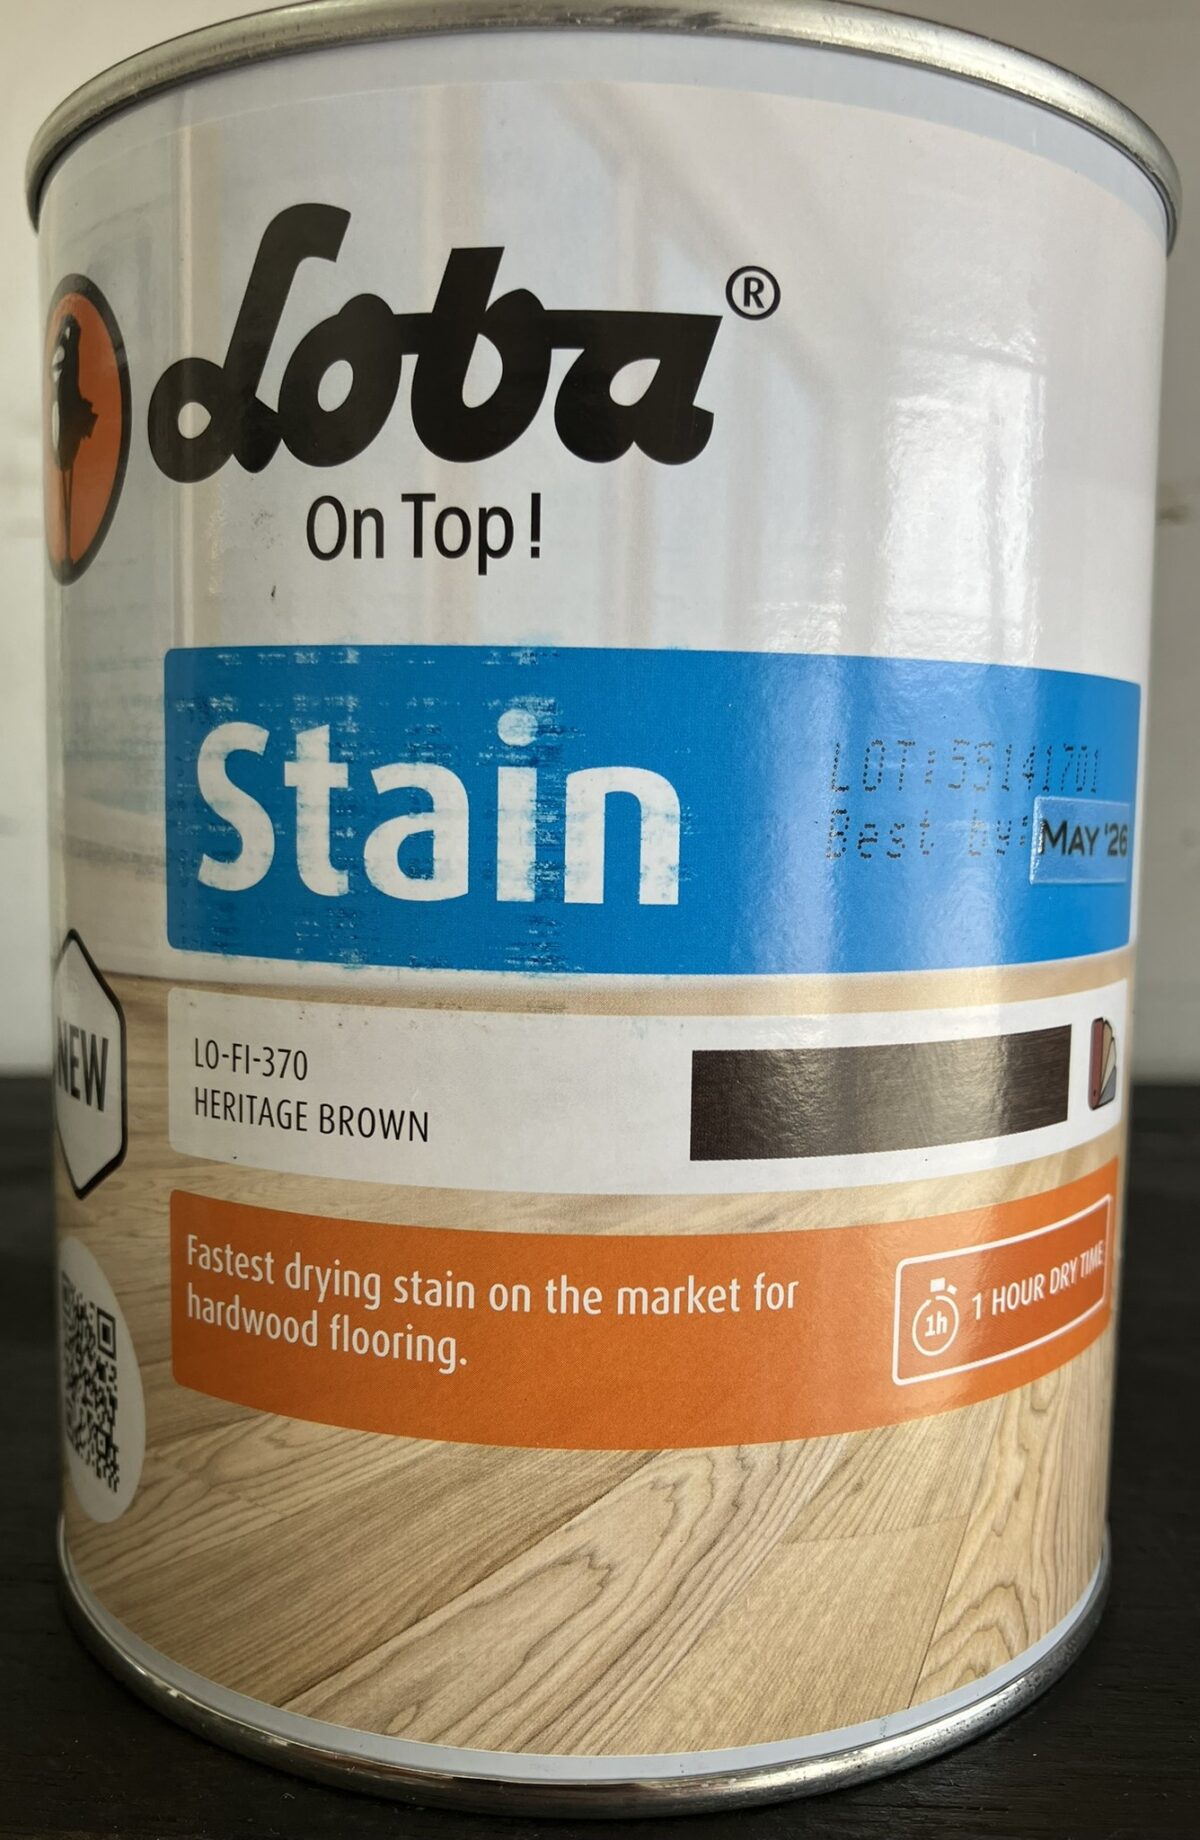 Loba®
On Top!
Stain
LOT:55141701
Best by:
MAY '26
NEW
LO-FI-370
HERITAGE BROWN
Fastest drying stain on the market for
hardwood flooring.
1h
1 HOUR DRY TIME